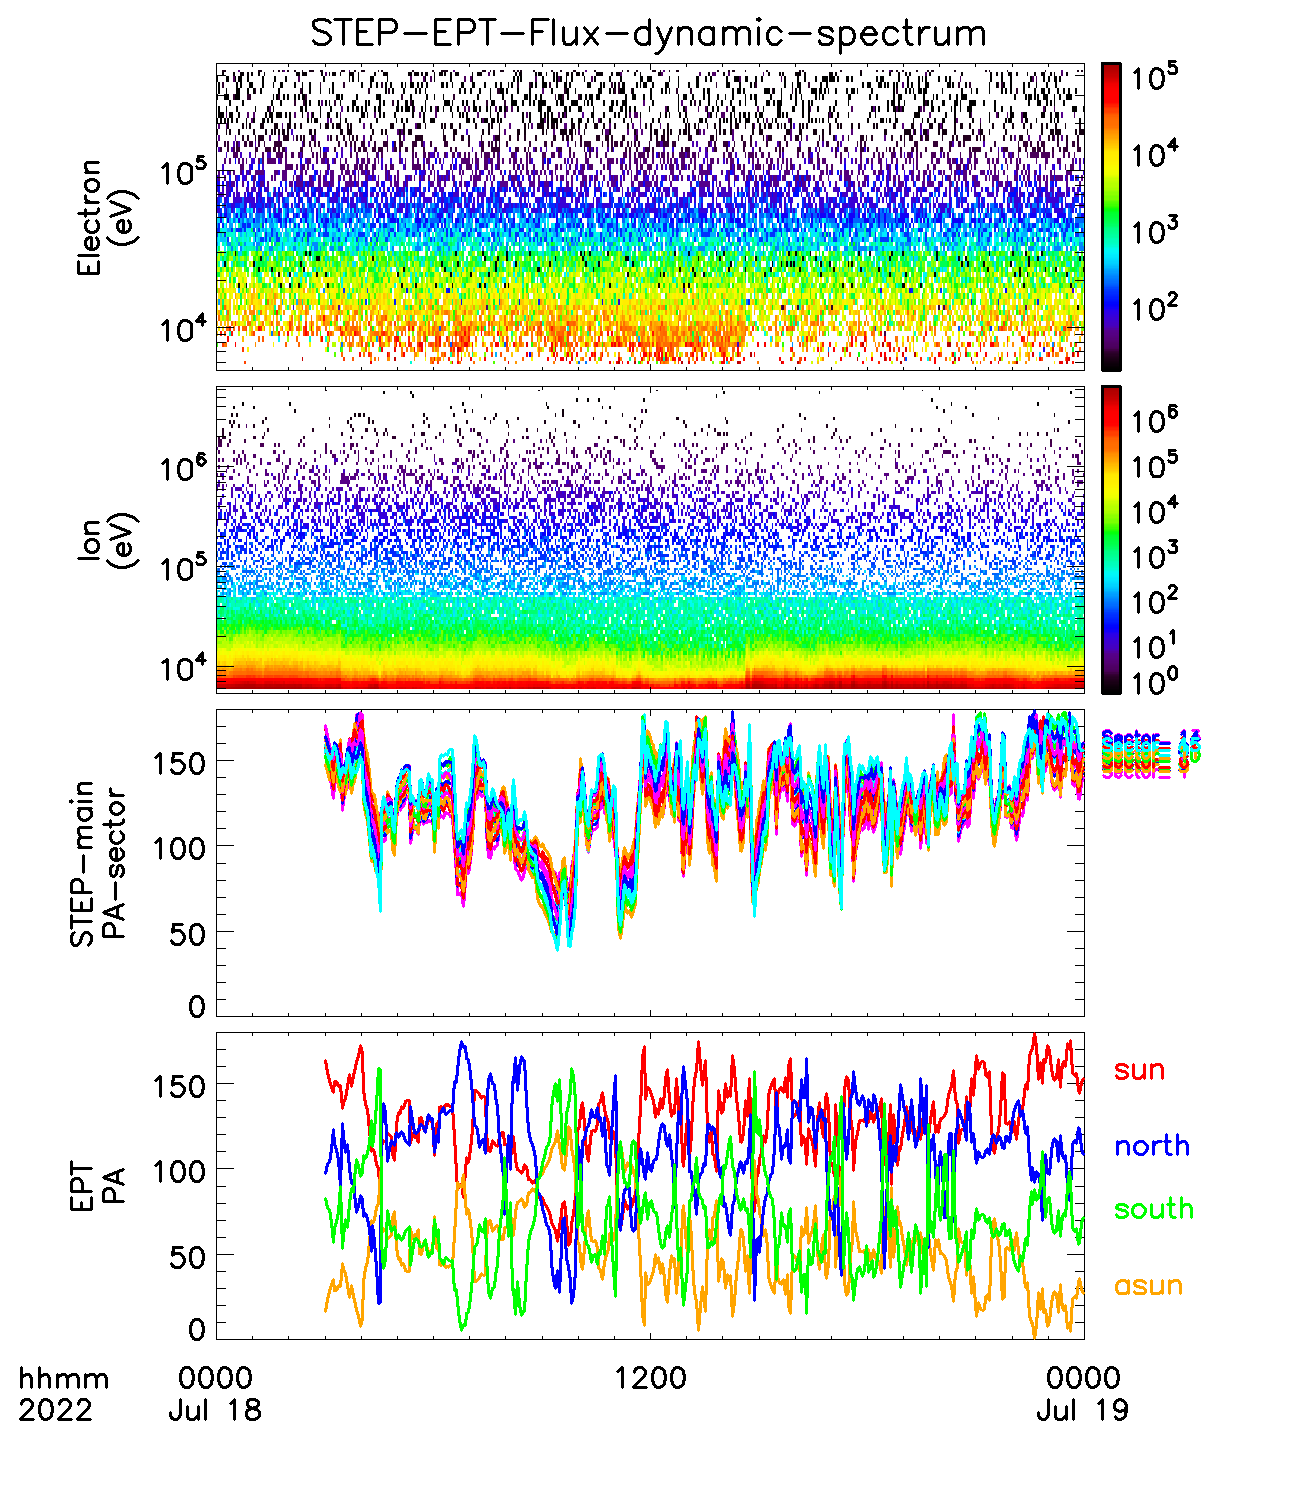 STEP-EPT-Flux-dynamic-spectrum
Electron
(eV)
10^5
10^4
10^5
10^4
10^3
10^2
Ion
(eV)
10^6
10^5
10^4
10^6
10^5
10^4
10^3
10^2
10^1
10^0
STEP-main
PA-sector
150
100
50
0
EPT
PA
150
100
50
0
sun
north
south
asun
hhmm 0000 1200 0000
2022 Jul 18 Jul 19